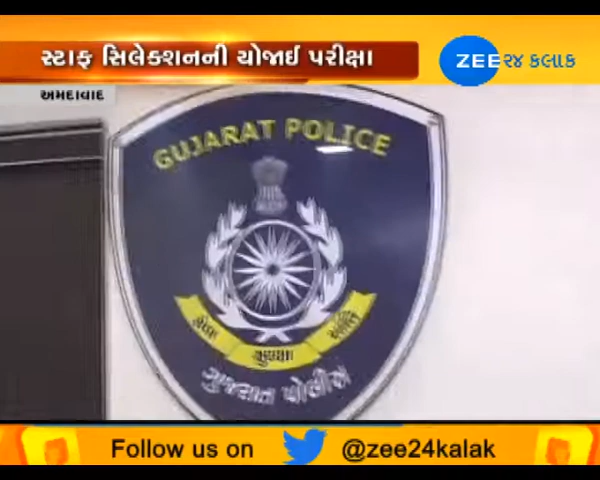 સ્ટાફ સિલેક્શનની યોજાઈ પરીક્ષા
ZEE ૨૪ કલાક
અમદાવાદ
GUJARAT POLICE
સેવા સુરક્ષા શાંતિ
ગુજરાત પોલીસ
Follow us on @zee24kalak